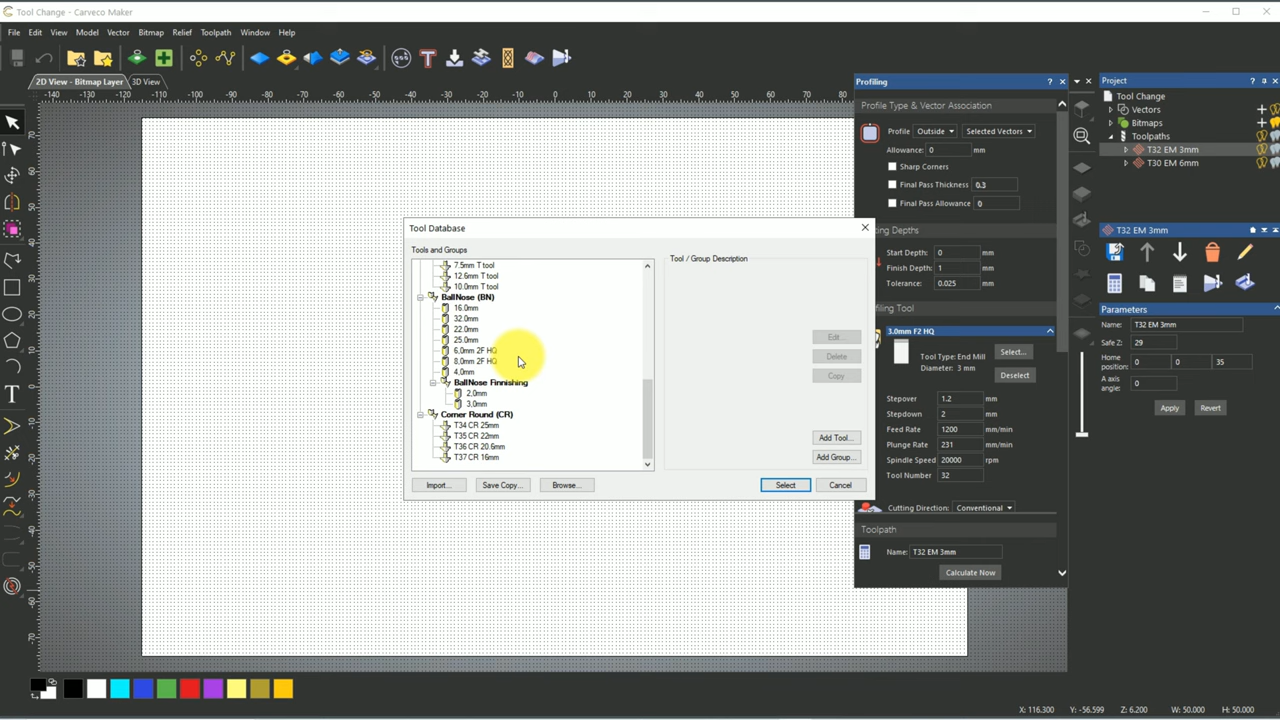 Tool Change - Carveco Maker
File Edit View Model Vector Bitmap Relief Toolpath Window Help
2D View - Bitmap Layer 3D View
-140 -130 -120 -110 -100 -90 -80 -70 -60 -50 -40 -30 -20 -10 0 10 20 30 40 50 60 70 80
Profiling ?
Profile Type & Vector Association
Profile Outside Selected Vectors
Allowance: 0 mm
Sharp Corners
Final Pass Thickness 0.3
Final Pass Allowance 0
Start Depth: 0 mm
Finish Depth: 1 mm
Tolerance: 0.025 mm
3.0mm F2 HQ
Tool Type: End Mill
Diameter: 3 mm
Select...
Deselect
Stepover 1.2 mm
Stepdown 2 mm
Feed Rate 1200 mm/min
Plunge Rate 231 mm/min
Spindle Speed 20000 rpm
Tool Number 32
Cutting Direction: Conventional
Toolpath
Name: T32 EM 3mm
Calculate Now
Tool Database
Tools and Groups
7.5mm T tool
12.6mm T tool
10.0mm T tool
BallNose (BN)
16.0mm
32.0mm
22.0mm
25.0mm
6,0mm 2F HQ
8,0mm 2F HQ
4,0mm
BallNose Finnishing
2,0mm
3,0mm
Corner Round (CR)
T34 CR 25mm
T35 CR 22mm
T36 CR 20.6mm
T37 CR 16mm
Tool / Group Description
Edit...
Delete
Copy...
Add Tool...
Add Group...
Import... Save Copy... Browse... Select Cancel
Project ?
Tool Change
Vectors
Bitmaps
Toolpaths
T32 EM 3mm
T30 EM 6mm
T32 EM 3mm
Parameters
Name: T32 EM 3mm
Safe Z: 29
Home position: 0 0 35
A axis angle: 0
Apply Revert
X: 116.300 Y: -56.599 Z: 6.200 W: 50.000 H: 50.000